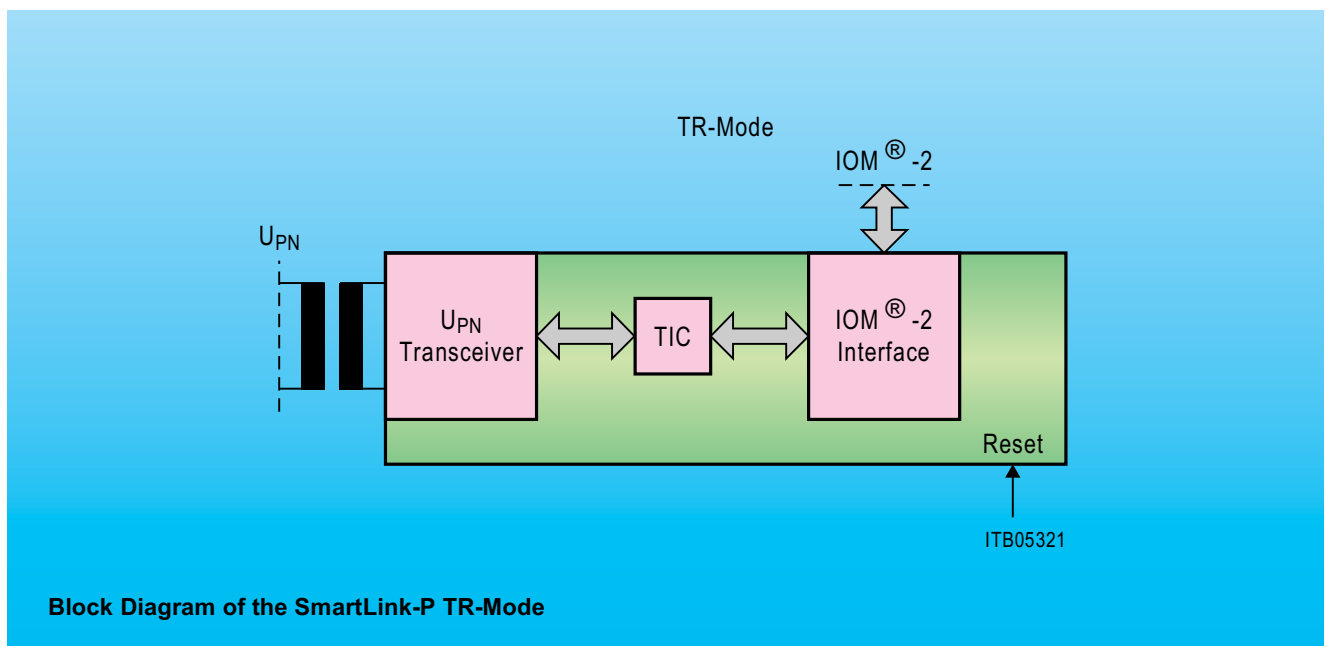 TR-Mode
IOM® -2
UPN
UPN
Transceiver
TIC
IOM® -2
Interface
Reset
ITB05321
Block Diagram of the SmartLink-P TR-Mode